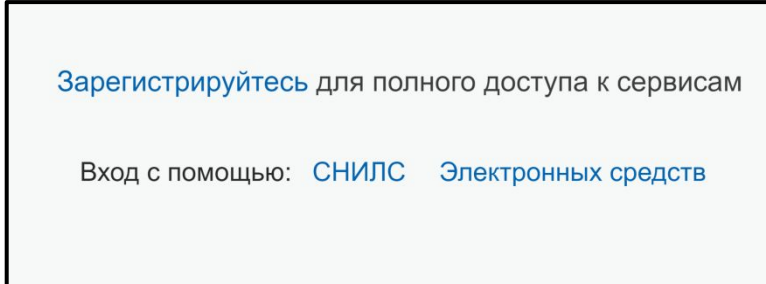 Зарегистрируйтесь для полного доступа к сервисам
Вход с помощью: СНИЛС Электронных средств